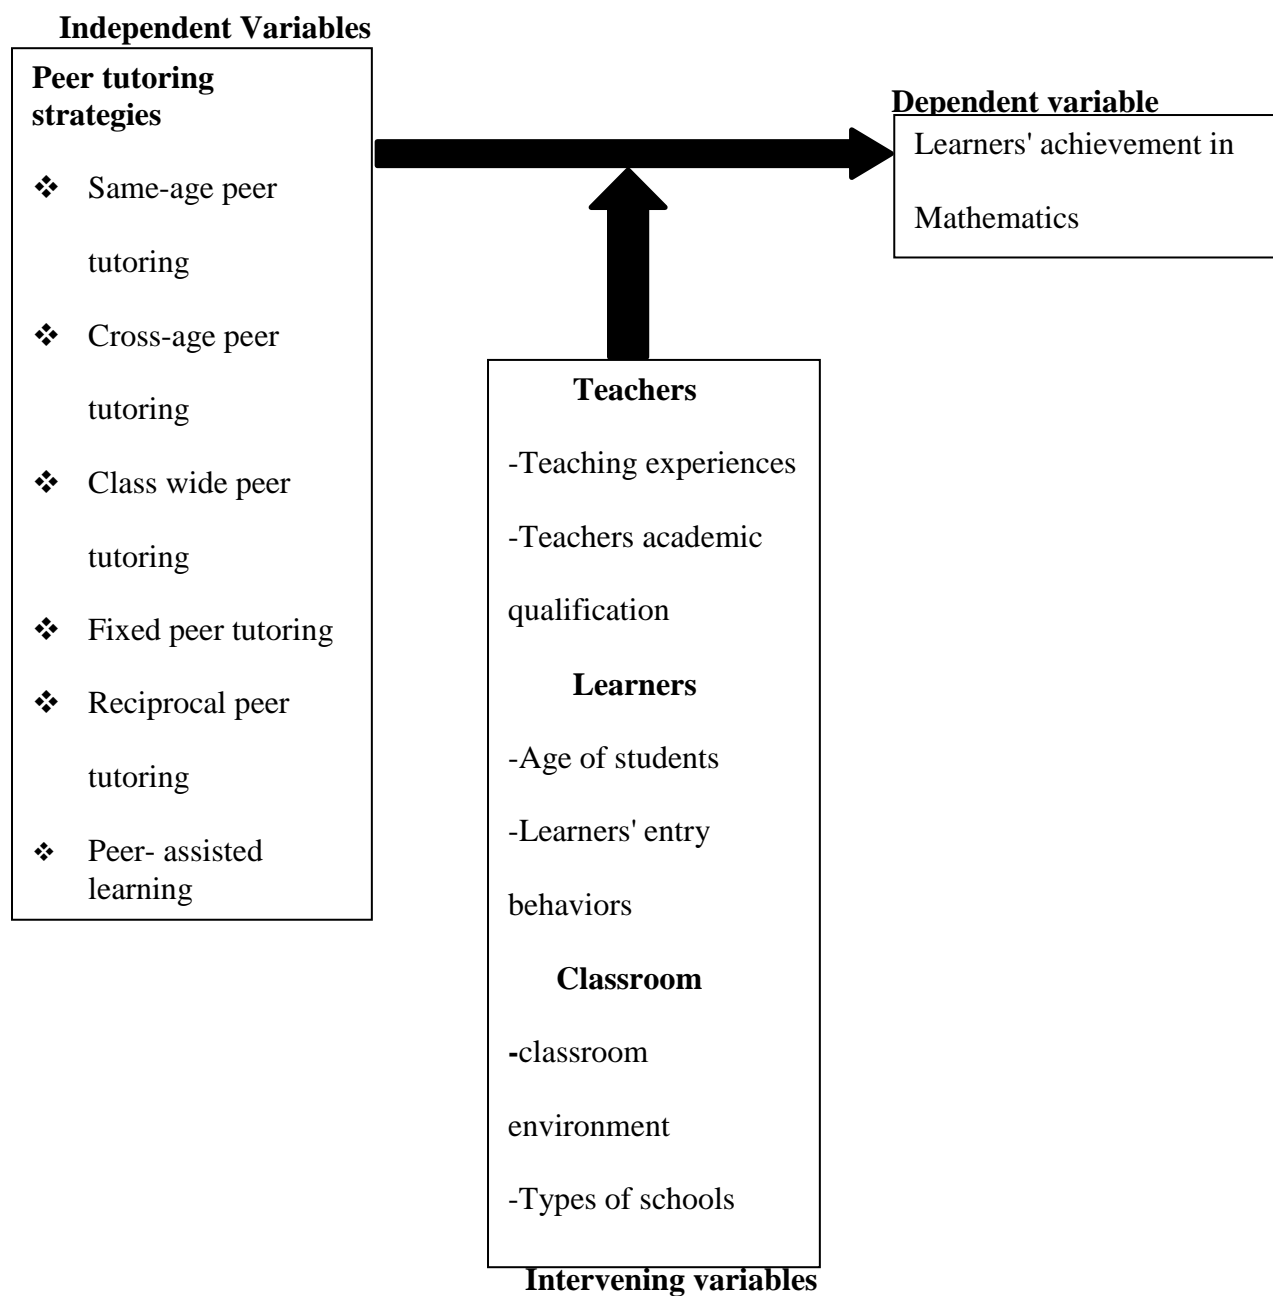 Independent Variables
Peer tutoring
strategies
❖ Same-age peer
tutoring
❖ Cross-age peer
tutoring
❖ Class wide peer
tutoring
❖ Fixed peer tutoring
❖ Reciprocal peer
tutoring
❖ Peer- assisted
learning
Dependent variable
Learners' achievement in
Mathematics
Teachers
-Teaching experiences
-Teachers academic
qualification
Learners
-Age of students
-Learners' entry
behaviors
Classroom
-classroom
environment
-Types of schools
Intervening variables